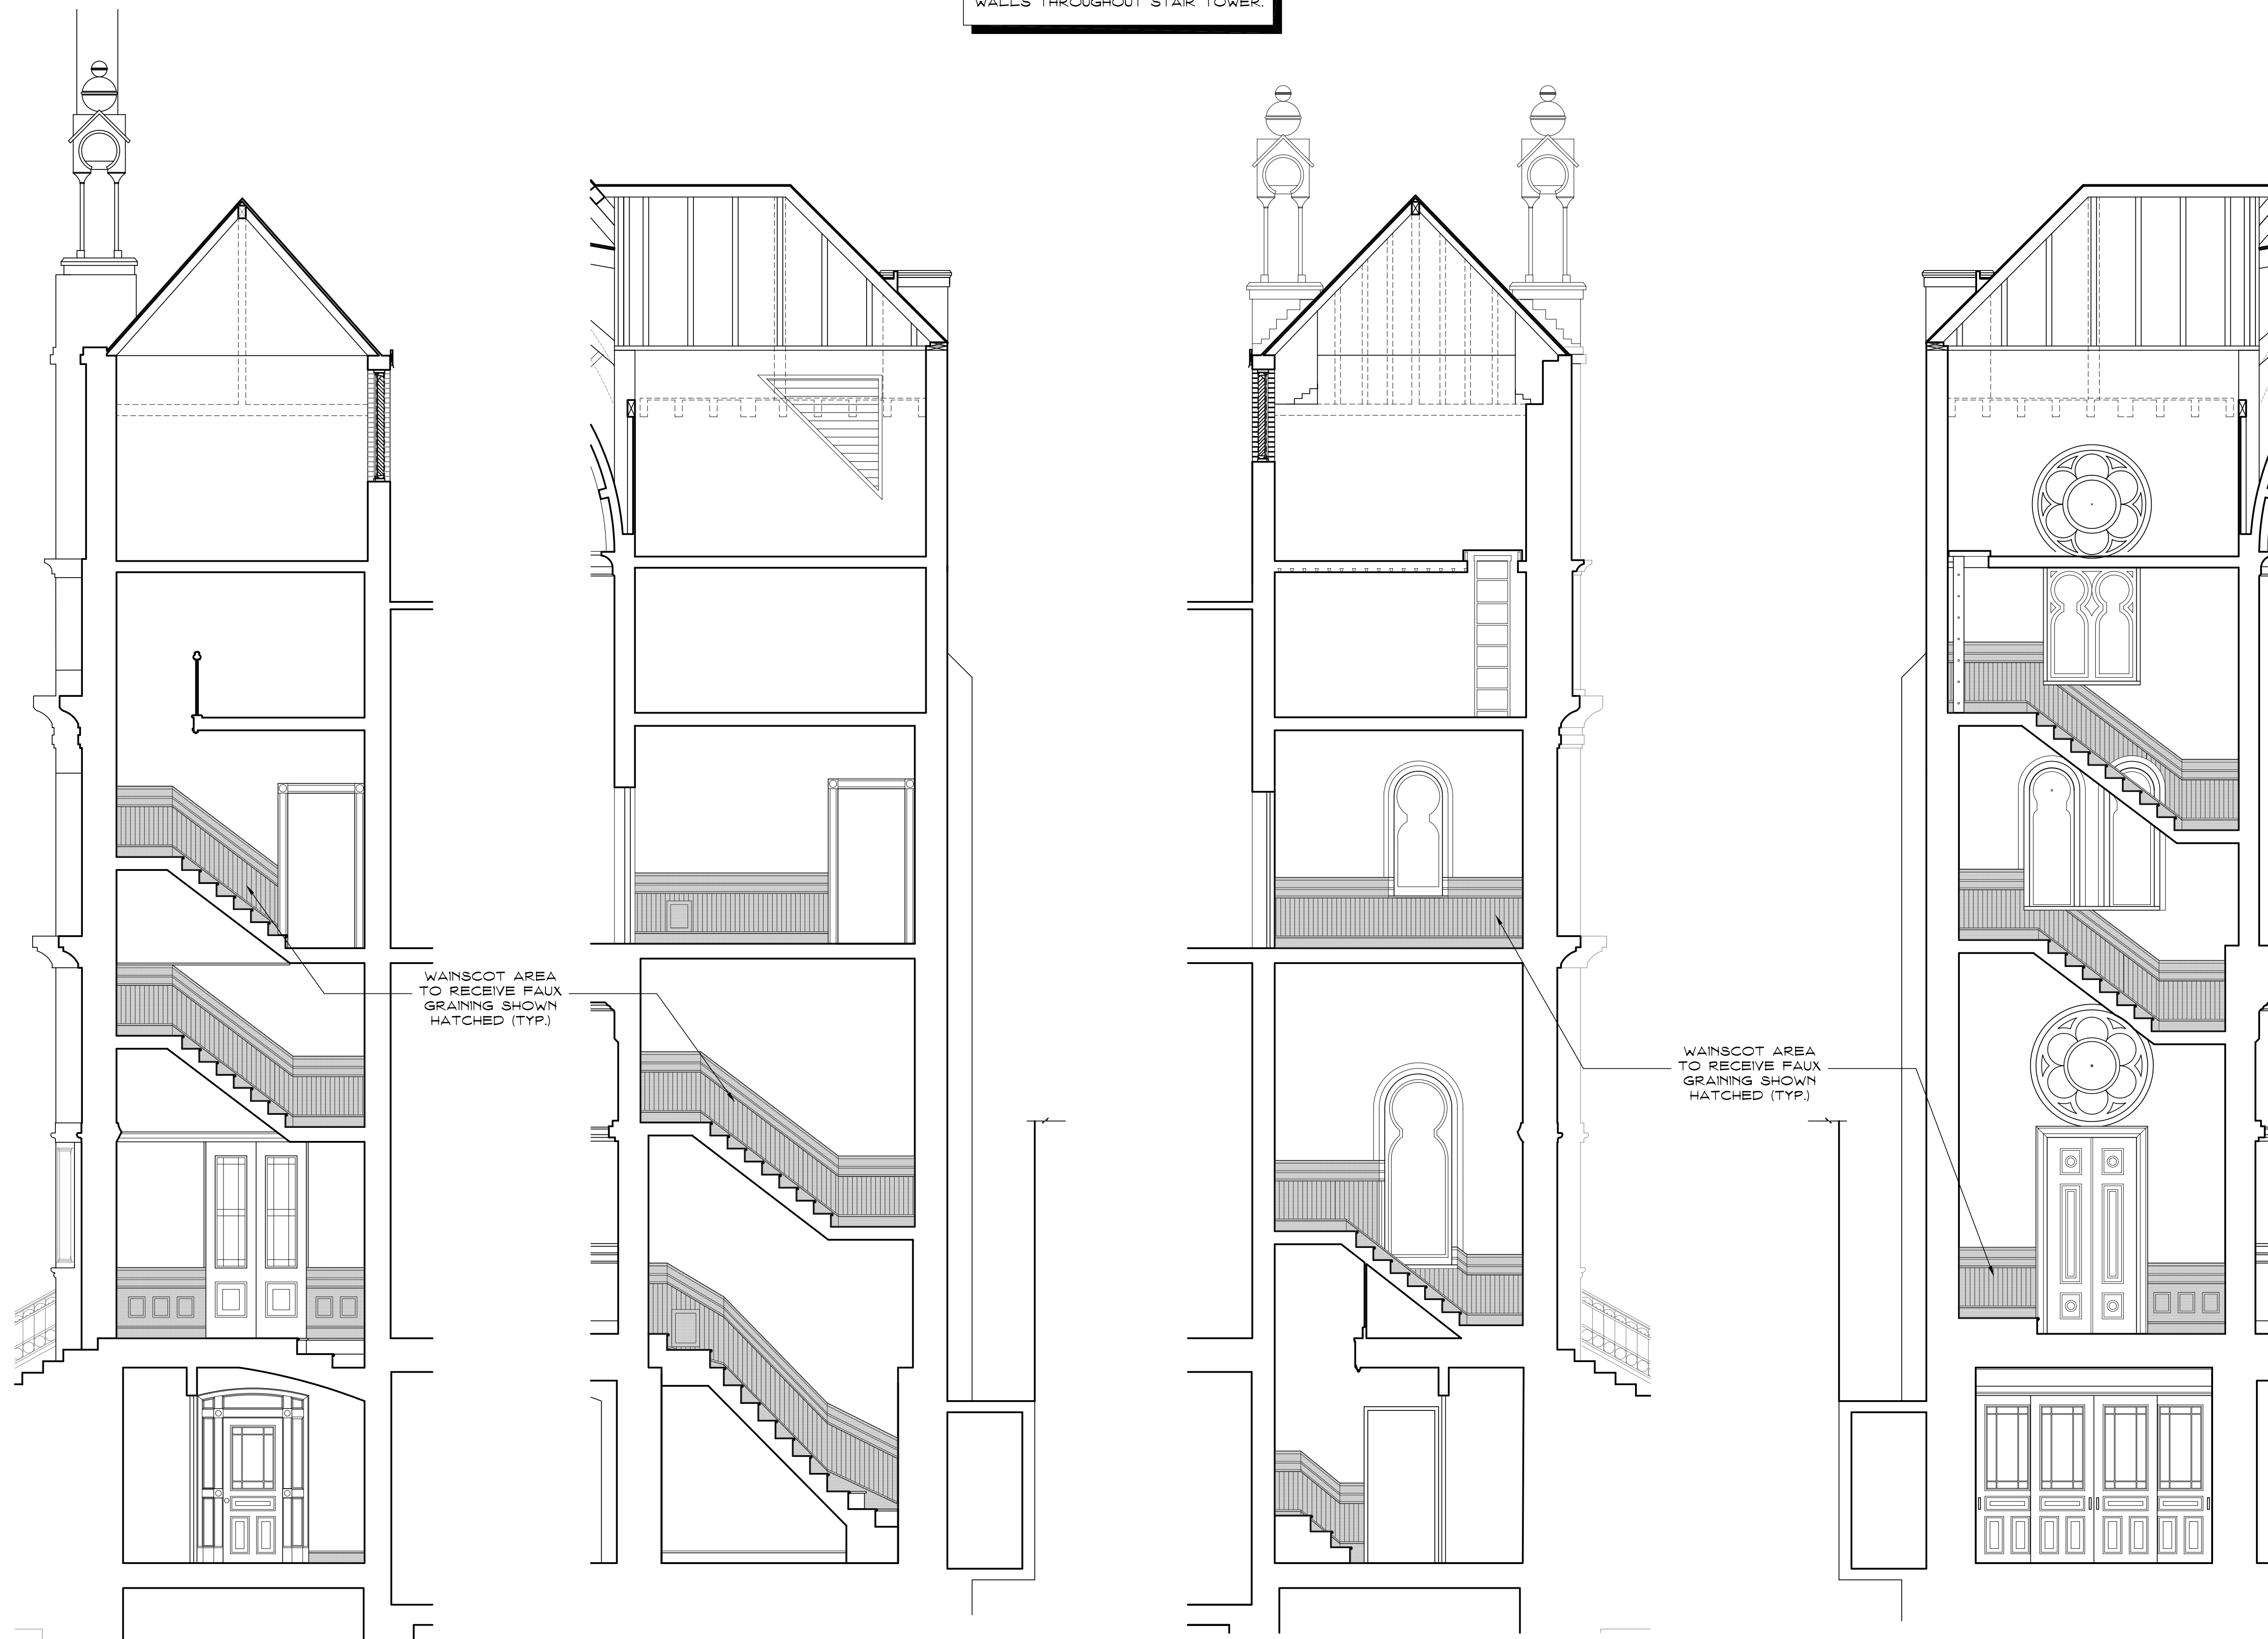 WALLS THROUGHOUT STAIR TOWER.
WAINSCOT AREA
TO RECEIVE FAUX
GRAINING SHOWN
HATCHED (TYP.)
WAINSCOT AREA
TO RECEIVE FAUX
GRAINING SHOWN
HATCHED (TYP.)